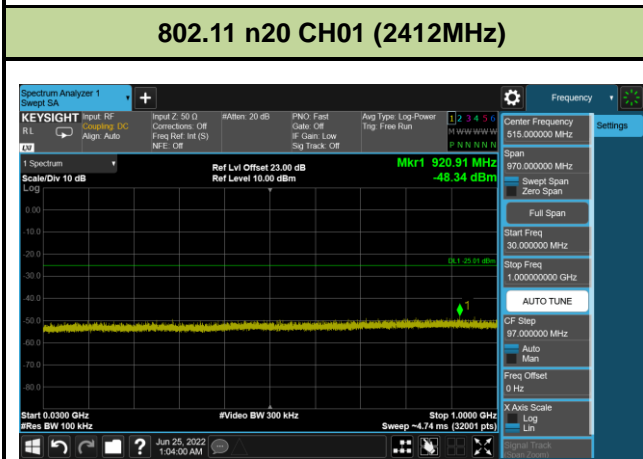 802.11 n20 CH01 (2412MHz)
Spectrum Analyzer 1
Swept SA
+
Frequency
KEYSIGHT
RL
Input: RF
Coupling: DC
Align: Auto
Input Z: 50 Ω
Corrections: Off
Freq Ref: Int (S)
NFE: Off
#Atten: 20 dB
PNO: Fast
Gate: Off
IF Gain: Low
Sig Track: Off
Avg Type: Log-Power
Trig: Free Run
1 2 3 4 5 6
M W W W W W
P N N N N N
1 Spectrum
Scale/Div 10 dB
Log
Ref Lvl Offset 23.00 dB
Ref Level 10.00 dBm
Mkr1 920.91 MHz
-48.34 dBm
0.00
-10.0
-20.0
-30.0
-40.0
-50.0
-60.0
-70.0
-80.0
DL1 -25.01 dBm
1
Start 0.0300 GHz
#Res BW 100 kHz
#Video BW 300 kHz
Stop 1.0000 GHz
Sweep ~4.74 ms (32001 pts)
Center Frequency
515.000000 MHz
Settings
Span
970.000000 MHz
Swept Span
Zero Span
Full Span
Start Freq
30.000000 MHz
Stop Freq
1.000000000 GHz
AUTO TUNE
CF Step
97.000000 MHz
Auto
Man
Freq Offset
0 Hz
X Axis Scale
Log
Lin
Signal Track
(Span Zoom)
?
Jun 25, 2022
1:04:00 AM